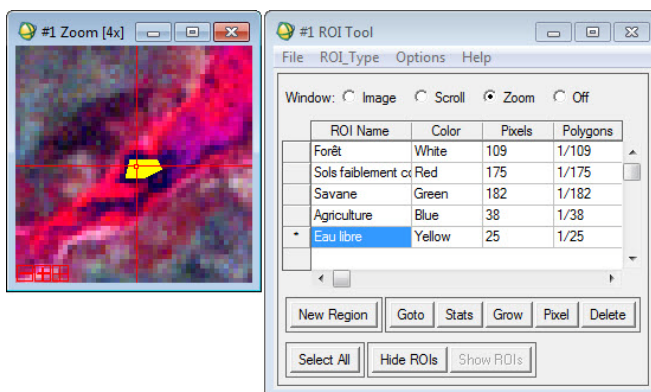 #1 Zoom [4x]
#1 ROI Tool
File ROI_Type Options Help
Window: Image Scroll Zoom Off
ROI Name Color Pixels Polygons
Forêt White 109 1/109
Sols faiblement cc Red 175 1/175
Savane Green 182 1/182
Agriculture Blue 38 1/38
* Eau libre Yellow 25 1/25
New Region Goto Stats Grow Pixel Delete
Select All Hide ROIs Show ROIs